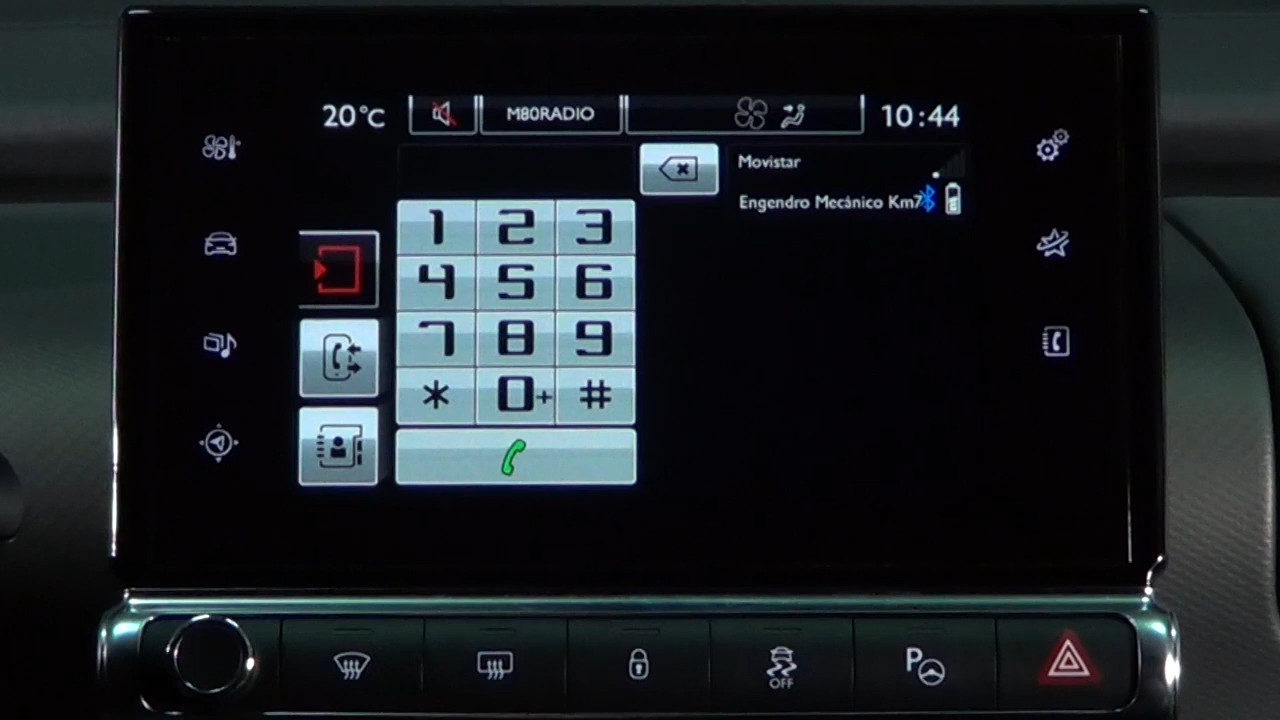 20°C
M80RADIO
10:44
Movistar
Engendro Mecánico Km7
1 2 3
4 5 6
7 8 9
* 0+ #
OFF
P